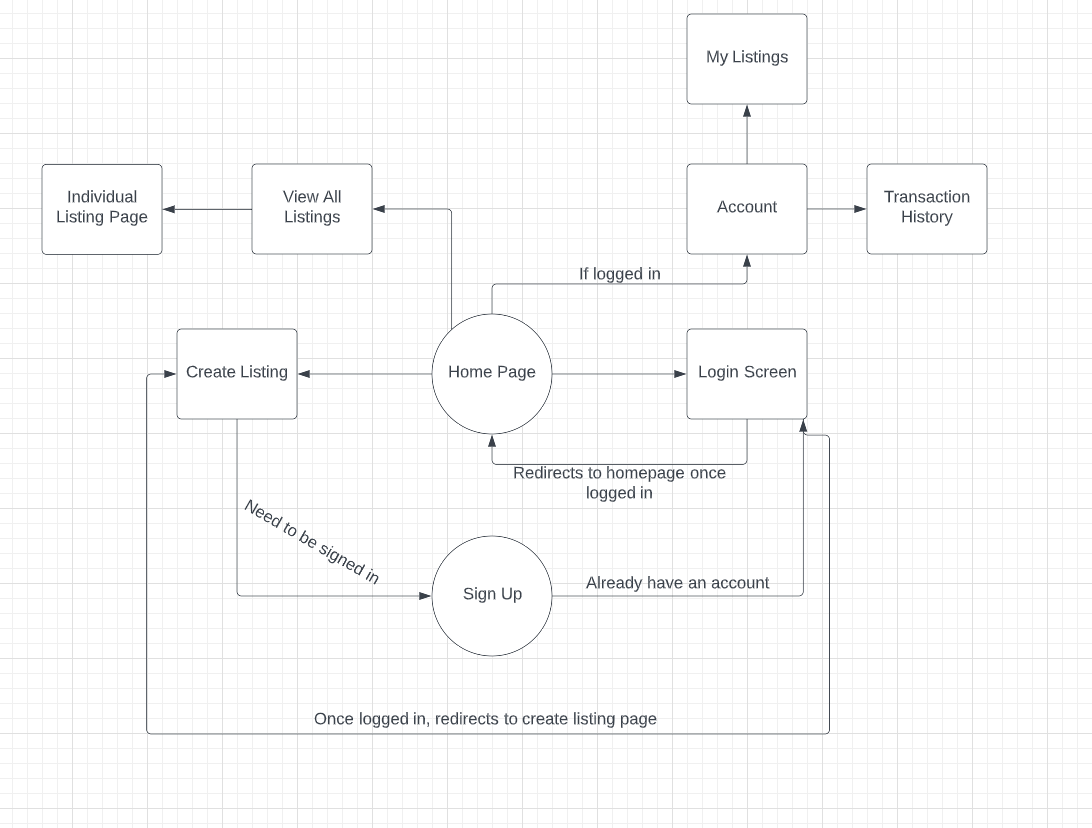 My Listings
Individual
Listing Page
View All
Listings
Account
Transaction
History
If logged in
Create Listing
Home Page
Login Screen
Redirects to homepage once
logged in
Need to be signed in
Sign Up
Already have an account
Once logged in, redirects to create listing page